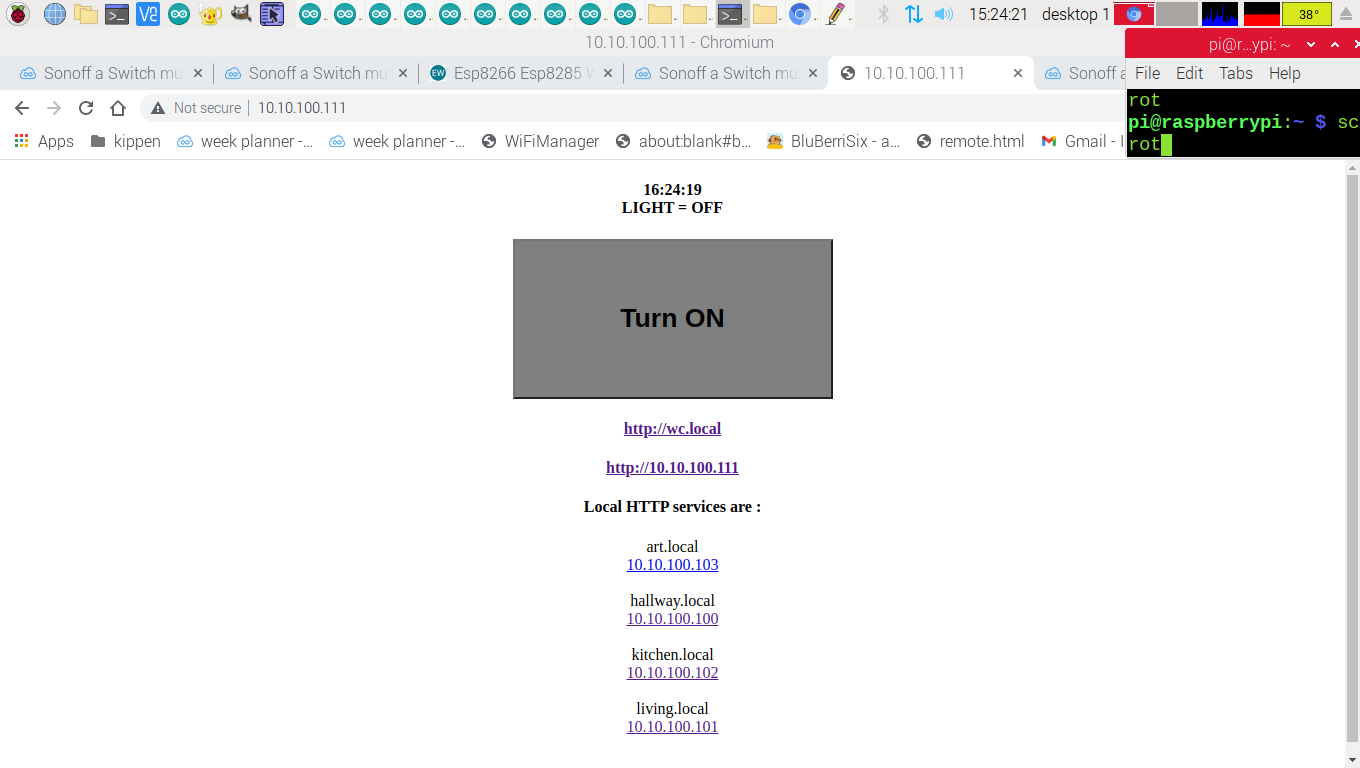 15:24:21 desktop 1 38°
10.10.100.111 - Chromium
pi@r...ypi: ~
Sonoff a Switch mu
Sonoff a Switch mu
EW Esp8266 Esp8285 W
Sonoff a Switch mu
10.10.100.111
Sonoff a
File Edit Tabs Help
Not secure | 10.10.100.111
rot
pi@raspberrypi:~ $ sc
rot
Apps kippen week planner -... week planner -... WiFiManager about:blank#b... BluBerriSix - a... remote.html Gmail -
16:24:19
LIGHT = OFF
Turn ON
http://wc.local
http://10.10.100.111
Local HTTP services are :
art.local
10.10.100.103
hallway.local
10.10.100.100
kitchen.local
10.10.100.102
living.local
10.10.100.101